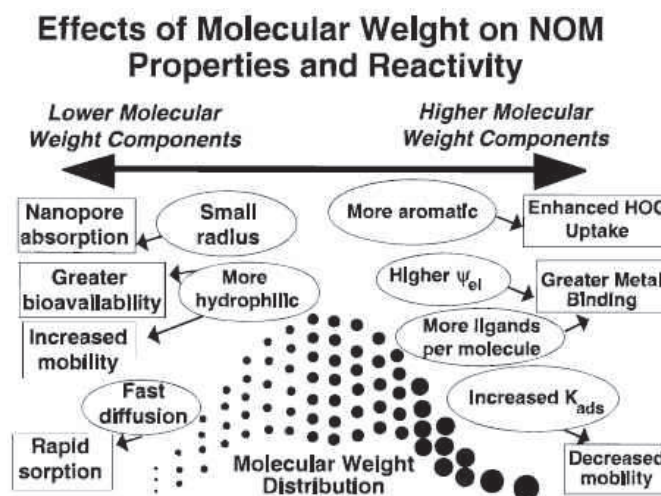 Effects of Molecular Weight on NOM
Properties and Reactivity
Lower Molecular
Weight Components
Higher Molecular
Weight Components
Nanopore
absorption
Small
radius
More aromatic
Enhanced HOC
Uptake
Greater
bioavailability
More
hydrophilic
Higher ψel
Greater Metal
Binding
Increased
mobility
More ligands
per molecule
Fast
diffusion
Increased Kads
Rapid
sorption
Molecular Weight
Distribution
Decreased
mobility